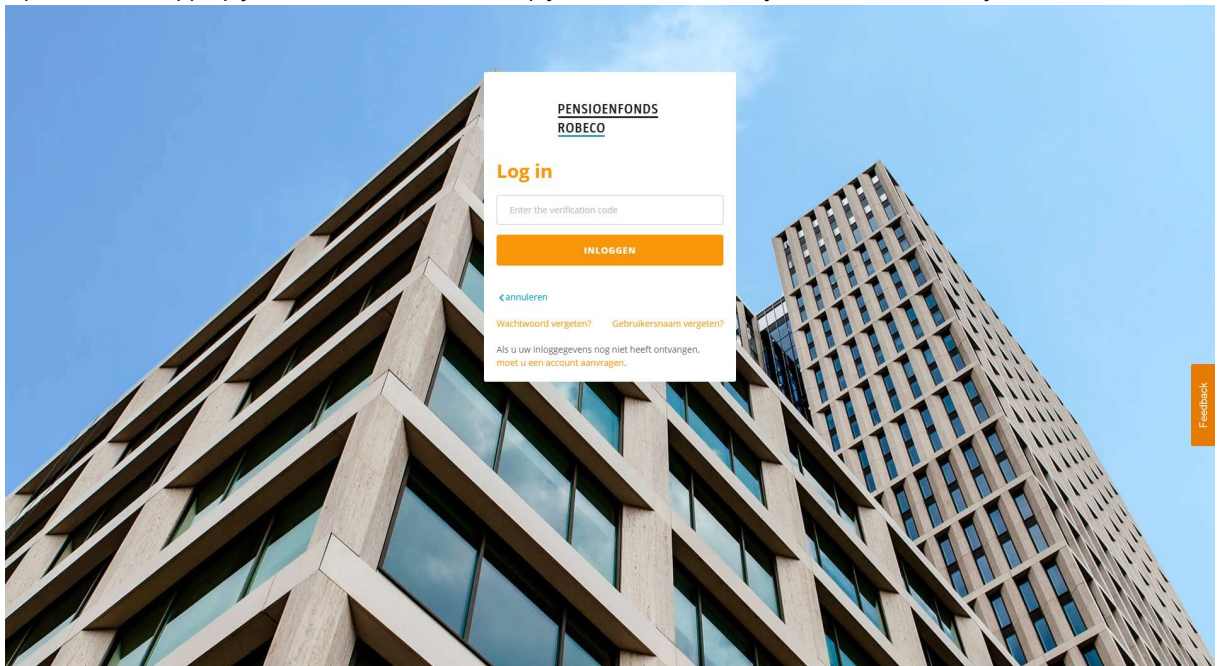 PENSIOENFONDS
ROBECO
Log in
Enter the verification code
INLOGGEN
annuleren
Wachtwoord vergeten? Gebruikersnaam vergeten?
Als u uw inloggegevens nog niet heeft ontvangen,
moet u een account aanvragen.
Feedback